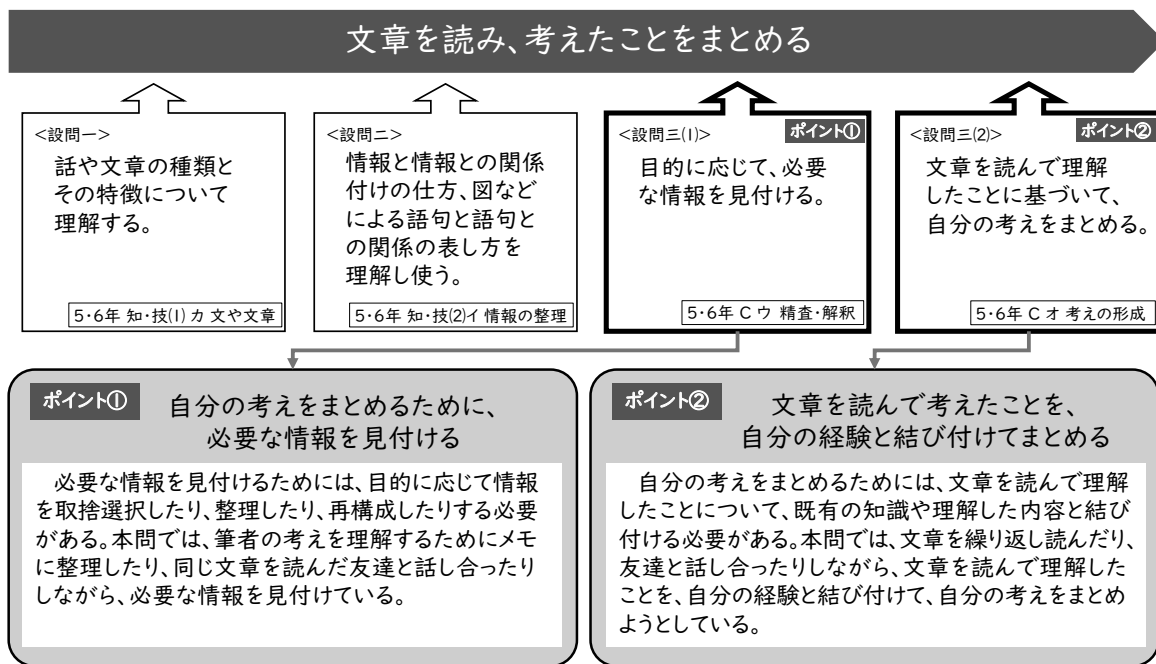 文章を読み、考えたことをまとめる
<設問一>
話や文章の種類と
その特徴について
理解する。
5・6年 知・技(1) カ 文や文章
<設問二>
情報と情報との関係
付けの仕方、図など
による語句と語句と
の関係の表し方を
理解し使う。
5・6年 知・技(2)イ 情報の整理
<設問三(1)>
ポイント①
目的に応じて、必要
な情報を見付ける。
5・6年 C ウ 精査・解釈
<設問三(2)>
ポイント②
文章を読んで理解
したことに基づいて、
自分の考えをまとめる。
5・6年 C オ 考えの形成
ポイント①
自分の考えをまとめるために、
必要な情報を見付ける
必要な情報を見付けるためには、目的に応じて情報
を取捨選択したり、整理したり、再構成したりする必要
がある。本問では、筆者の考えを理解するためにメモ
に整理したり、同じ文章を読んだ友達と話し合ったり
しながら、必要な情報を見付けている。
ポイント②
文章を読んで考えたことを、
自分の経験と結び付けてまとめる
自分の考えをまとめるためには、文章を読んで理解
したことについて、既有の知識や理解した内容と結び
付ける必要がある。本問では、文章を繰り返し読んだり、
友達と話し合ったりしながら、文章を読んで理解した
ことを、自分の経験と結び付けて、自分の考えをまとめ
ようとしている。